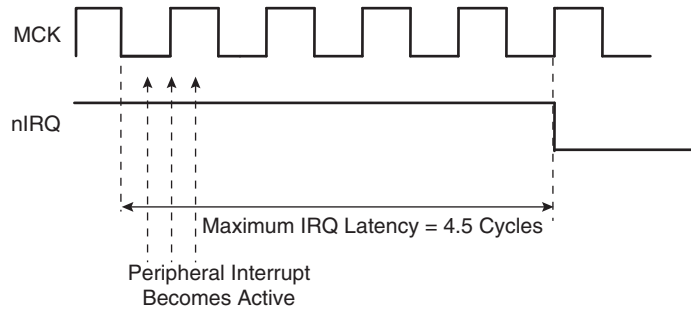 MCK
nIRQ
Maximum IRQ Latency = 4.5 Cycles
Peripheral Interrupt
Becomes Active